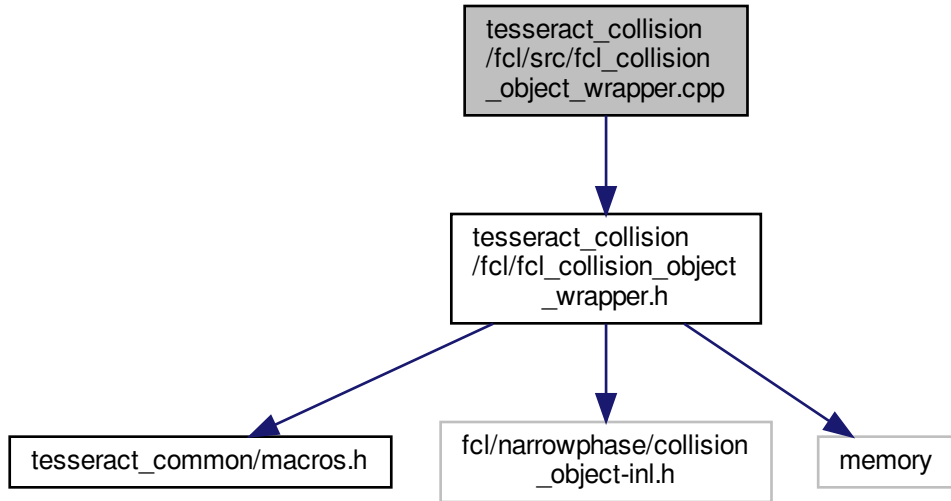 tesseract_collision
/fcl/src/fcl_collision
_object_wrapper.cpp
tesseract_collision
/fcl/fcl_collision_object
_wrapper.h
tesseract_common/macros.h
fcl/narrowphase/collision
_object-inl.h
memory